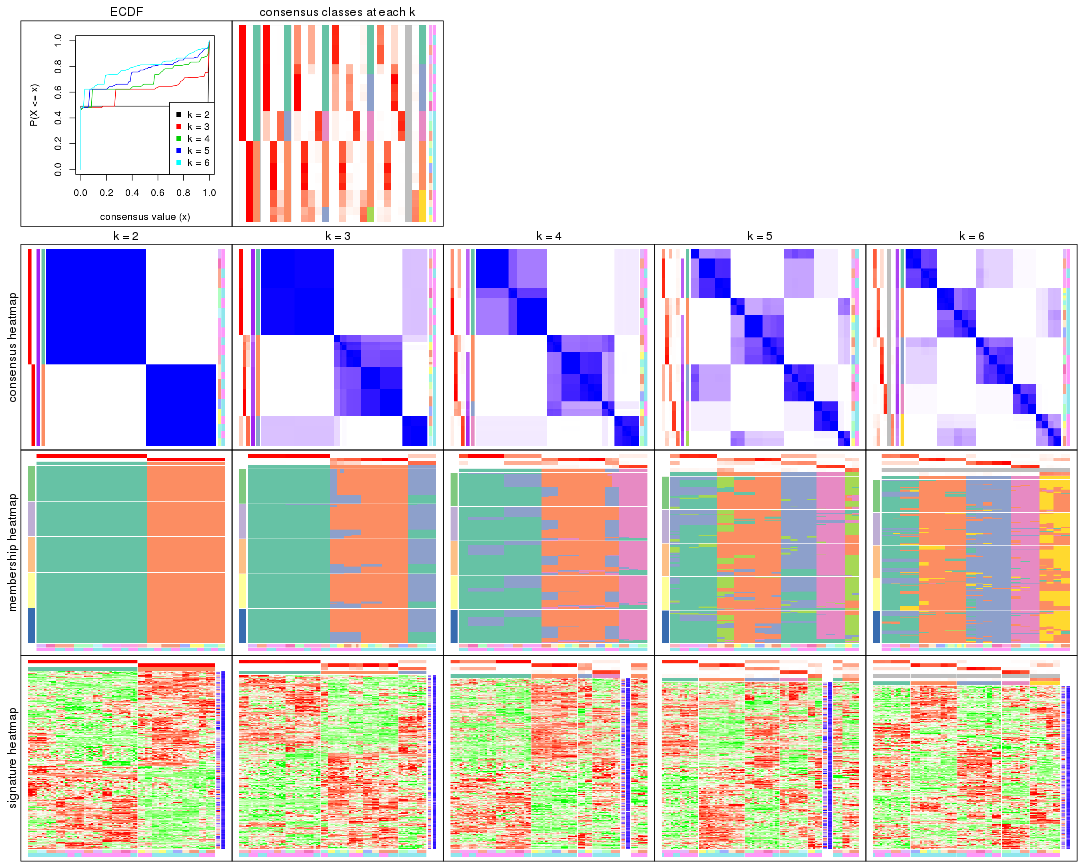 ECDF
consensus classes at each k
P(X <= x)
0.0 0.2 0.4 0.6 0.8 1.0
0.0 0.2 0.4 0.6 0.8 1.0
consensus value (x)
k = 2
k = 3
k = 4
k = 5
k = 6
k = 2
k = 3
k = 4
k = 5
k = 6
consensus heatmap
membership heatmap
signature heatmap